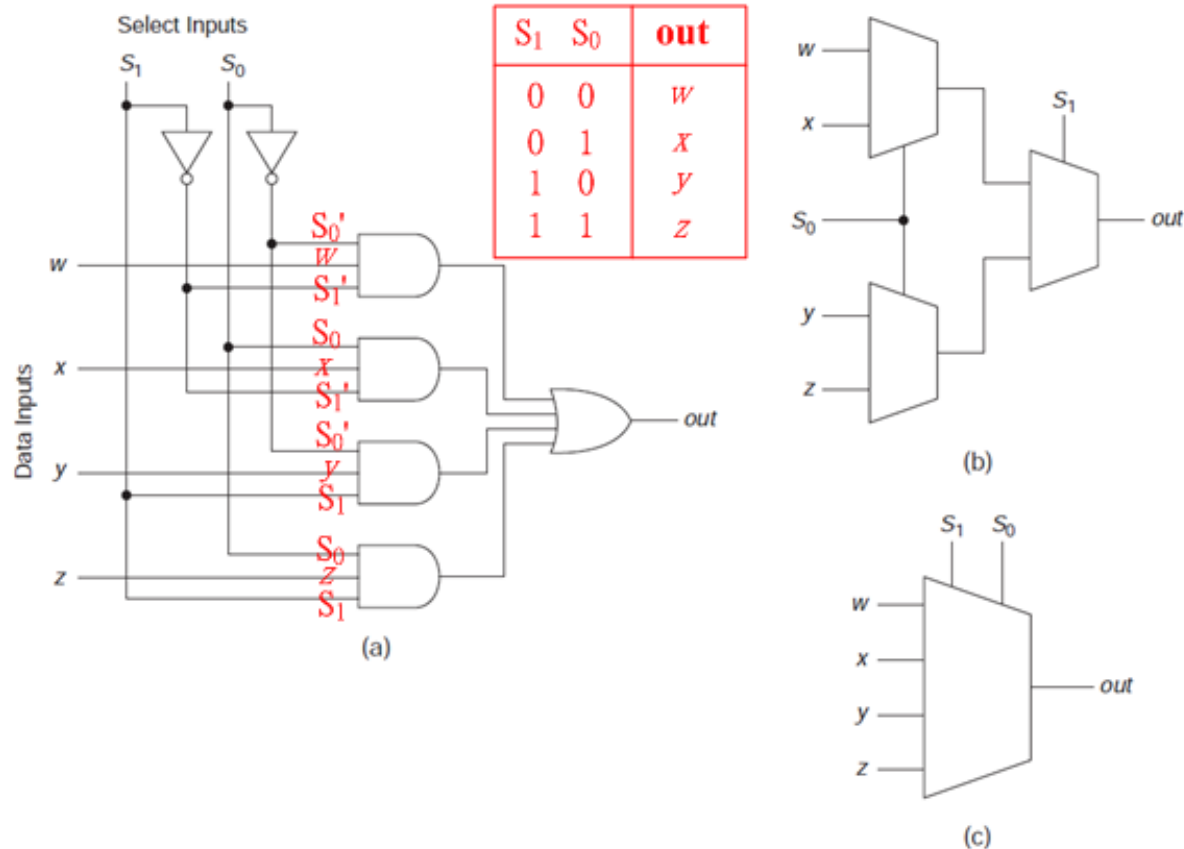 Select Inputs
S₁ S₀
S₁ S₀ out
0 0 w
0 1 x
1 0 y
1 1 z
Data Inputs
w
x
y
z
S₀'
w
S₁'
S₀
x
S₁'
S₀'
y
S₁
S₀
z
S₁
out
(a)
w
x
S₀
y
z
S₁
out
(b)
S₁ S₀
w
x
y
z
out
(c)